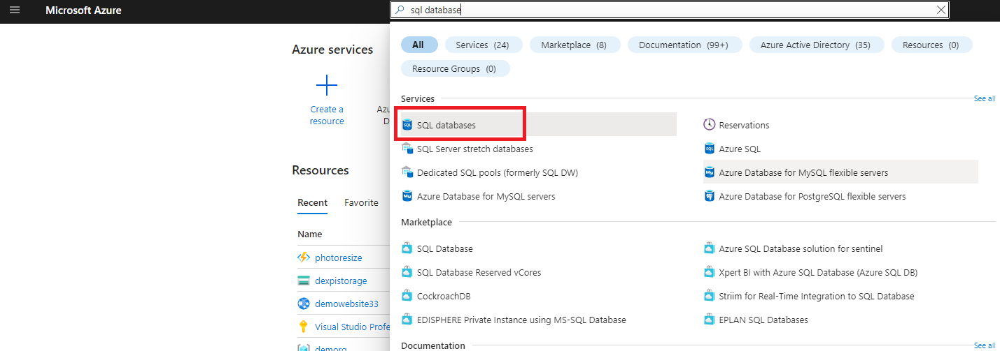 Microsoft Azure
sql database
All
Services (24)
Marketplace (8)
Documentation (99+)
Azure Active Directory (35)
Resources (0)
Resource Groups (0)
Azure services
Create a
resource
Azu
D
Services
See all
SQL databases
Reservations
SQL Server stretch databases
Azure SQL
Dedicated SQL pools (formerly SQL DW)
Azure Database for MySQL flexible servers
Azure Database for MySQL servers
Azure Database for PostgreSQL flexible servers
Resources
Recent
Favorite
Name
photoresize
dexpistorage
demowebsite33
Visual Studio Profe
demorg
Marketplace
SQL Database
Azure SQL Database solution for sentinel
SQL Database Reserved vCores
Xpert BI with Azure SQL Database (Azure SQL DB)
CockroachDB
Striim for Real-Time Integration to SQL Database
EDISPHERE Private Instance using MS-SQL Database
EPLAN SQL Databases
Documentation
See all